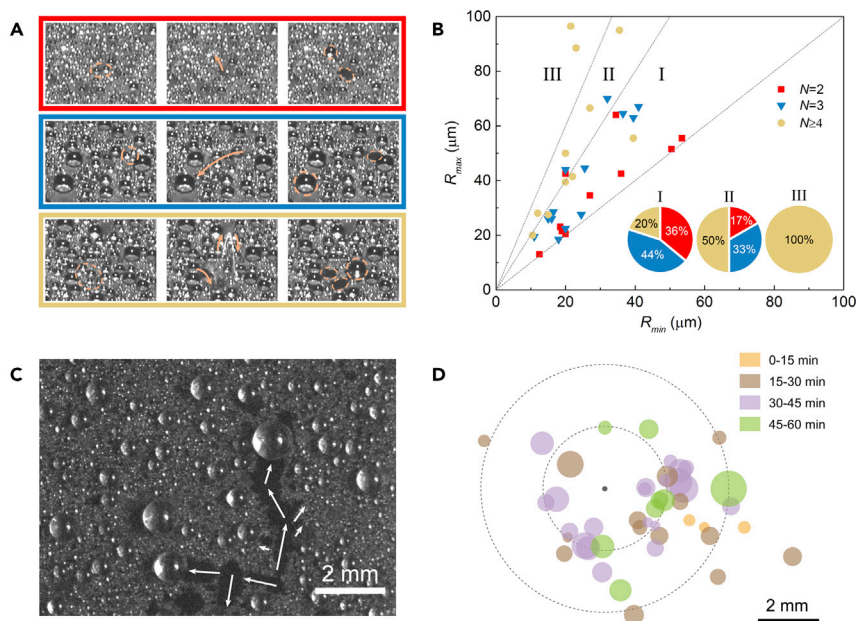 A
B
100
80
60
40
20
0
R_max (μm)
III
II
I
N=2
N=3
N≥4
I
II
III
20%
36%
44%
17%
50%
33%
100%
0
20
40
60
80
100
R_min (μm)
C
2 mm
D
0-15 min
15-30 min
30-45 min
45-60 min
2 mm